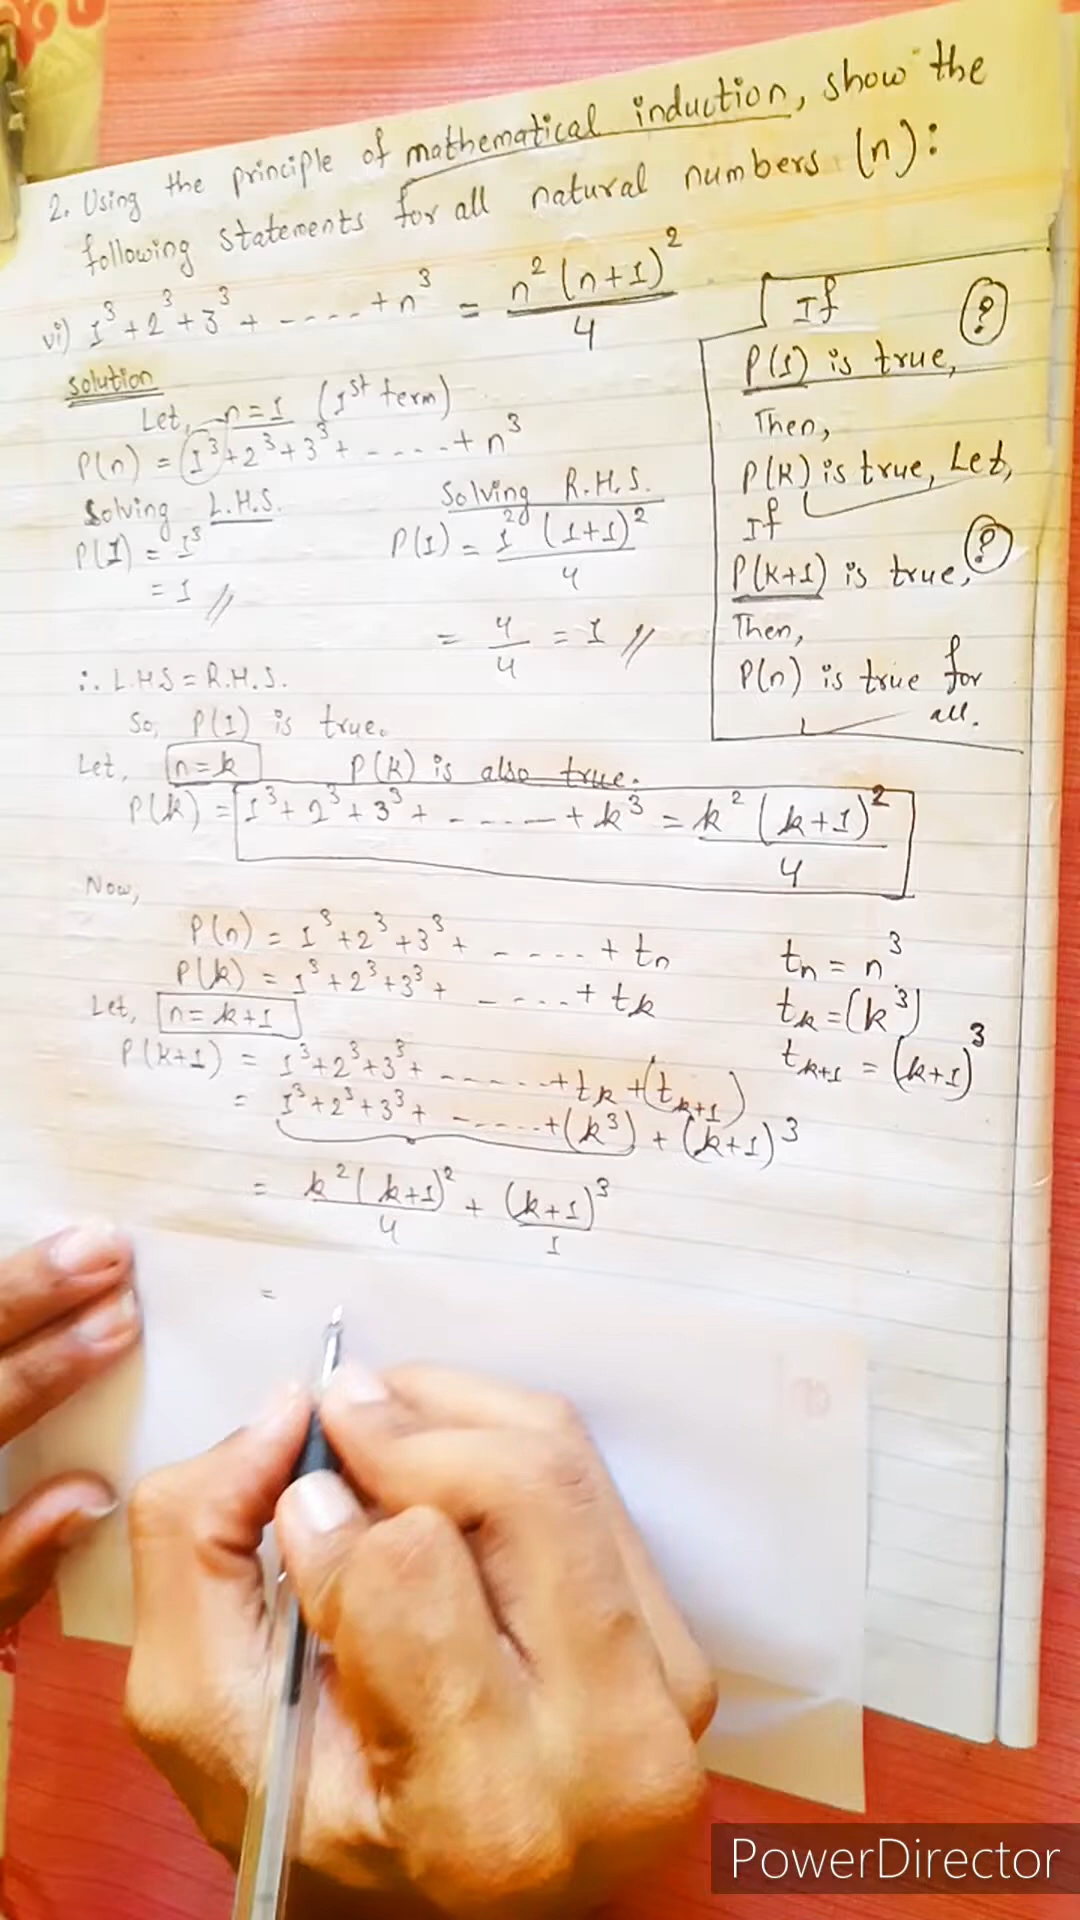 2. Using the principle of mathematical induction, show the
following statements for all natural numbers (n):
vi) 1³ + 2³ + 3³ + - - - - - + n³ = n²(n+1)²/4
Solution
Let, n=1 (1st term)
P(n) = 1³ + 2³ + 3³ + - - - - - + n³
Solving L.H.S.
P(1) = 1³
= 1 //
Solving R.H.S.
P(1) = 1²(1+1)²/4
= 4/4 = 1 //
∴ L.H.S = R.H.S.
So, P(1) is true.
If ?
P(1) is true,
Then,
P(k) is true, Let,
If
P(k+1) is true, ?
Then,
P(n) is true for
all.
Let, n=k P(k) is also true.
P(k) = 1³ + 2³ + 3³ + - - - - - + k³ = k²(k+1)²/4
Now,
P(n) = 1³ + 2³ + 3³ + - - - - - + tn
P(k) = 1³ + 2³ + 3³ + - - - - - + tk
Let, n=k+1
P(k+1) = 1³ + 2³ + 3³ + - - - - - + tk + (tk+1)
= 1³ + 2³ + 3³ + - - - - - + (k³) + (k+1)³
= k²(k+1)²/4 + (k+1)³/1
=
tn = n³
tk = (k³)
tk+1 = (k+1)³
PowerDirector